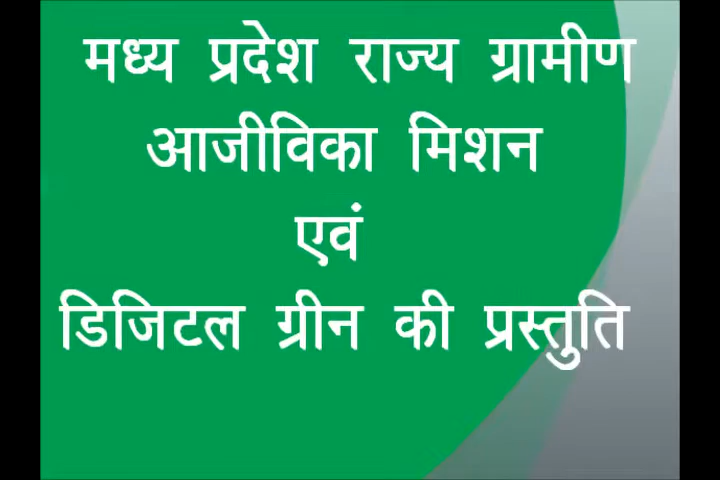 मध्य प्रदेश राज्य ग्रामीण
आजीविका मिशन
एवं
डिजिटल ग्रीन की प्रस्तुति